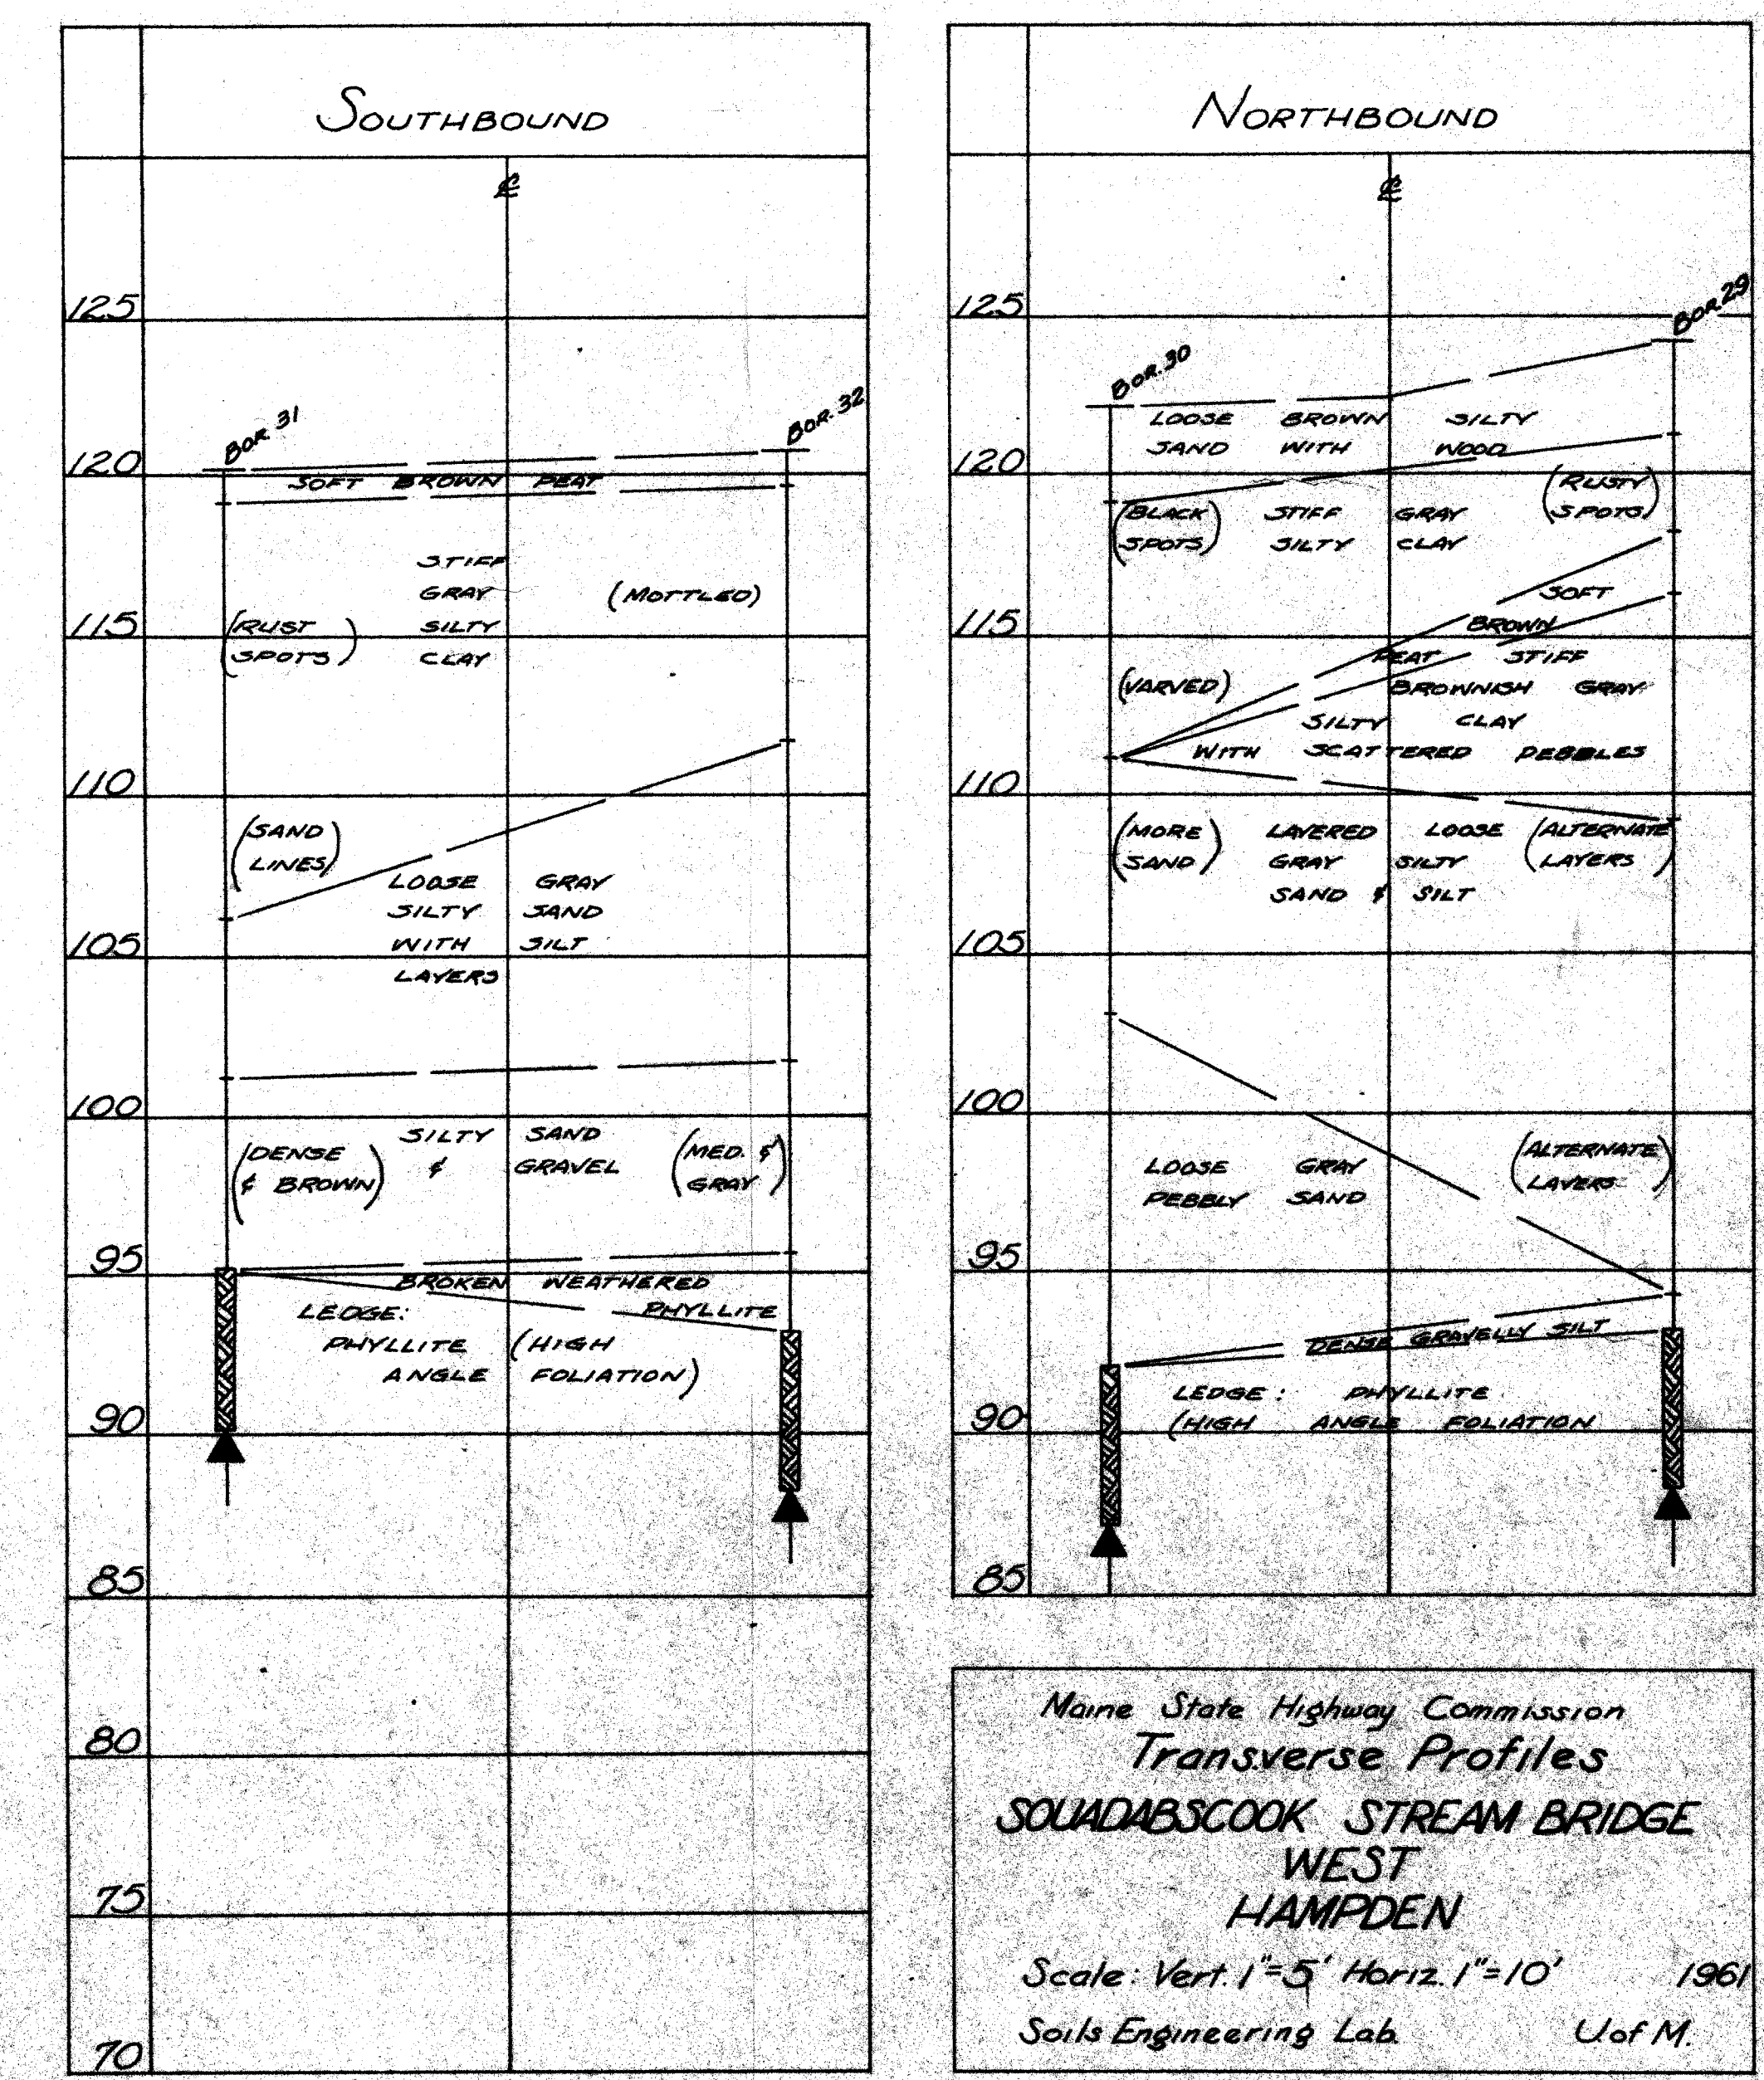 SOUTHBOUND
℄
125
BOR. 31
BOR. 32
120
SOFT BROWN PEAT
STIFF
GRAY (MOTTLED)
115
(RUST SILTY
SPOTS) CLAY
110
(SAND
LINES)
LOOSE GRAY
SILTY SAND
105
WITH SILT
LAYERS
100
SILTY SAND
(DENSE & GRAVEL (MED. &
& BROWN) GRAY)
95
BROKEN WEATHERED
LEDGE: PHYLLITE
PHYLLITE (HIGH
ANGLE FOLIATION)
90
85
80
75
70
NORTHBOUND
℄
125
BOR. 29
BOR. 30
LOOSE BROWN SILTY
SAND WITH WOOD
120
(RUSTY
SPOTS)
(BLACK STIFF GRAY
SPOTS) SILTY CLAY
SOFT
115
BROWN
PEAT STIFF
(VARVED) BROWNISH GRAY
SILTY CLAY
WITH SCATTERED PEBBLES
110
(MORE LAYERED LOOSE (ALTERNATE
SAND) GRAY SILTY LAYERS)
SAND & SILT
105
100
(ALTERNATE)
LOOSE GRAY LAYERS
PEBBLY SAND
95
DENSE GRAVELLY SILT
LEDGE: PHYLLITE
90
(HIGH ANGLE FOLIATION
85
Maine State Highway Commission
Transverse Profiles
SOUADABSCOOK STREAM BRIDGE
WEST
HAMPDEN
Scale: Vert. 1"=5' Horiz. 1"=10' 1961
Soils Engineering Lab. U of M.